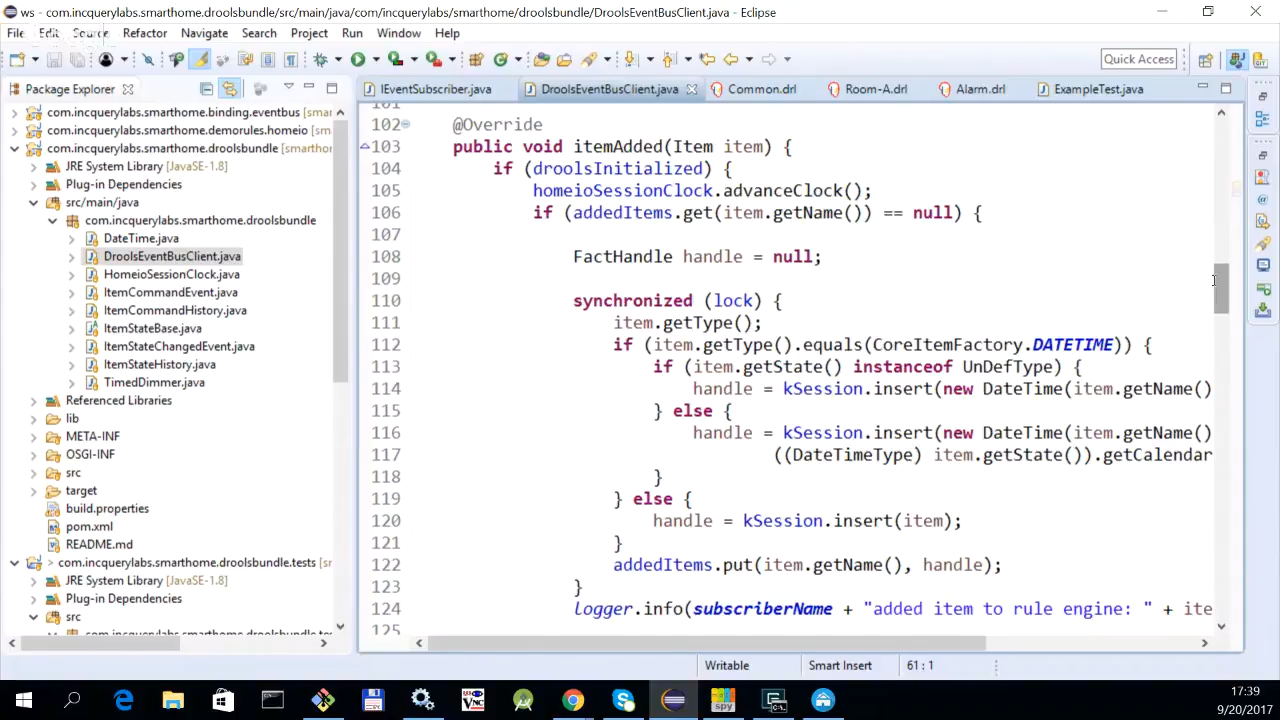 ws - com.incquerylabs.smarthome.droolsbundle/src/main/java/com/incquerylabs/smarthome/droolsbundle/DroolsEventBusClient.java - Eclipse
File Edit Source Refactor Navigate Search Project Run Window Help
Quick Access
Package Explorer
IEventSubscriber.java DroolsEventBusClient.java Common.drl Room-A.drl Alarm.drl ExampleTest.java
com.incquerylabs.smarthome.binding.eventbus [smar
com.incquerylabs.smarthome.demorules.homeio [smar
com.incquerylabs.smarthome.droolsbundle [smarthom
JRE System Library [JavaSE-1.8]
Plug-in Dependencies
src/main/java
com.incquerylabs.smarthome.droolsbundle
DateTime.java
DroolsEventBusClient.java
HomeioSessionClock.java
ItemCommandEvent.java
ItemCommandHistory.java
ItemStateBase.java
ItemStateChangedEvent.java
ItemStateHistory.java
TimedDimmer.java
Referenced Libraries
lib
META-INF
OSGI-INF
src
target
build.properties
pom.xml
README.md
> com.incquerylabs.smarthome.droolsbundle.tests [sr
JRE System Library [JavaSE-1.8]
Plug-in Dependencies
src
com.incquerylabs.smarthome.droolsbundle.te
101
102 @Override
103 public void itemAdded(Item item) {
104 if (droolsInitialized) {
105 homeioSessionClock.advanceClock();
106 if (addedItems.get(item.getName()) == null) {
107
108 FactHandle handle = null;
109
110 synchronized (lock) {
111 item.getType();
112 if (item.getType().equals(CoreItemFactory.DATETIME)) {
113 if (item.getState() instanceof UnDefType) {
114 handle = kSession.insert(new DateTime(item.getName()
115 } else {
116 handle = kSession.insert(new DateTime(item.getName()
117 ((DateTimeType) item.getState()).getCalendar
118 }
119 } else {
120 handle = kSession.insert(item);
121 }
122 addedItems.put(item.getName(), handle);
123 }
124 logger.info(subscriberName + "added item to rule engine: " + ite
125
Writable Smart Insert 61 : 1
17:39
9/20/2017